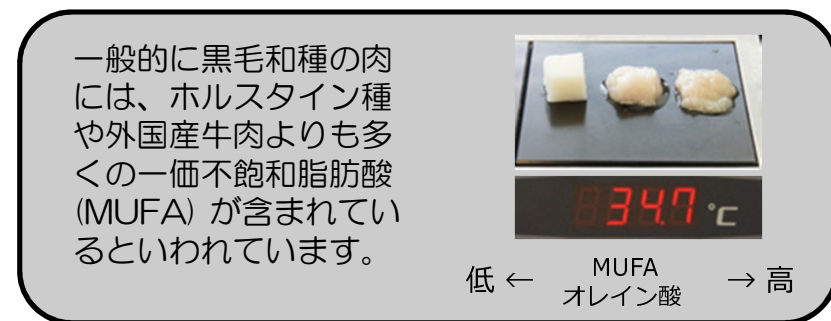 一般的に黒毛和種の肉
には、ホルスタイン種
や外国産牛肉よりも多
くの一価不飽和脂肪酸
(MUFA) が含まれてい
るといわれています。
34.7 ℃
低 ← MUFA → 高
オレイン酸